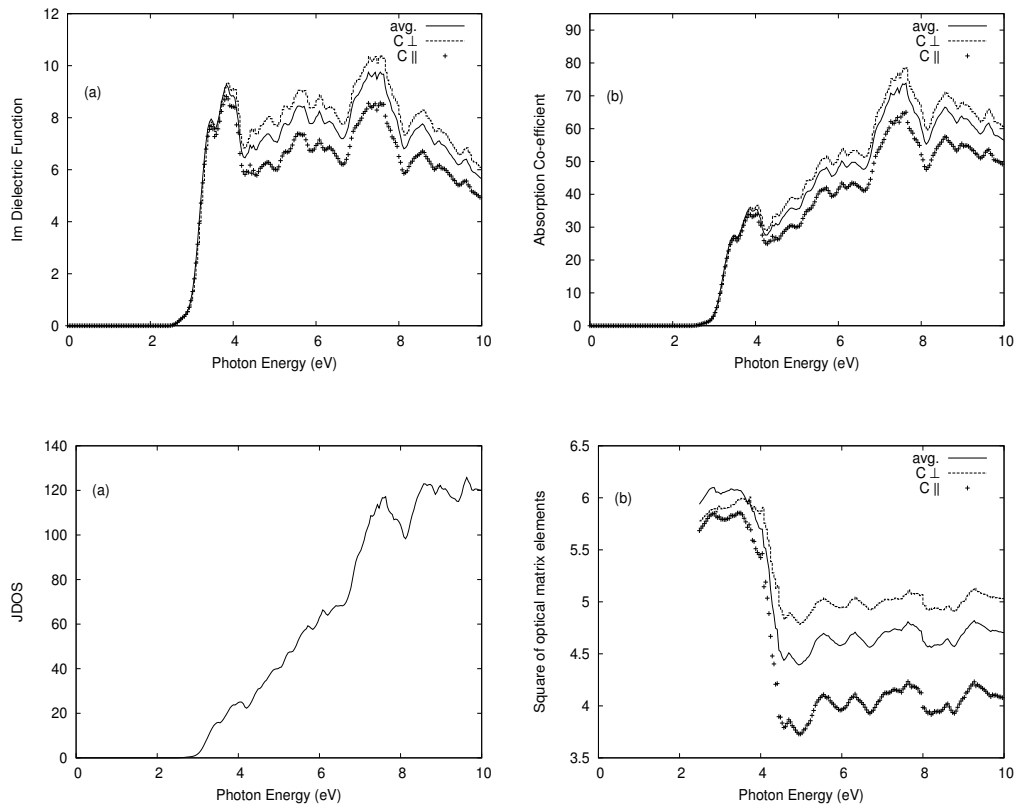 avg.
C ⊥
C ∥
(a)
12
10
8
6
4
2
0
Im Dielectric Function
0 2 4 6 8 10
Photon Energy (eV)
avg.
C ⊥
C ∥
(b)
90
80
70
60
50
40
30
20
10
0
Absorption Co-efficient
0 2 4 6 8 10
Photon Energy (eV)
(a)
140
120
100
80
60
40
20
0
JDOS
0 2 4 6 8 10
Photon Energy (eV)
avg.
C ⊥
C ∥
(b)
6.5
6
5.5
5
4.5
4
3.5
Square of optical matrix elements
0 2 4 6 8 10
Photon Energy (eV)